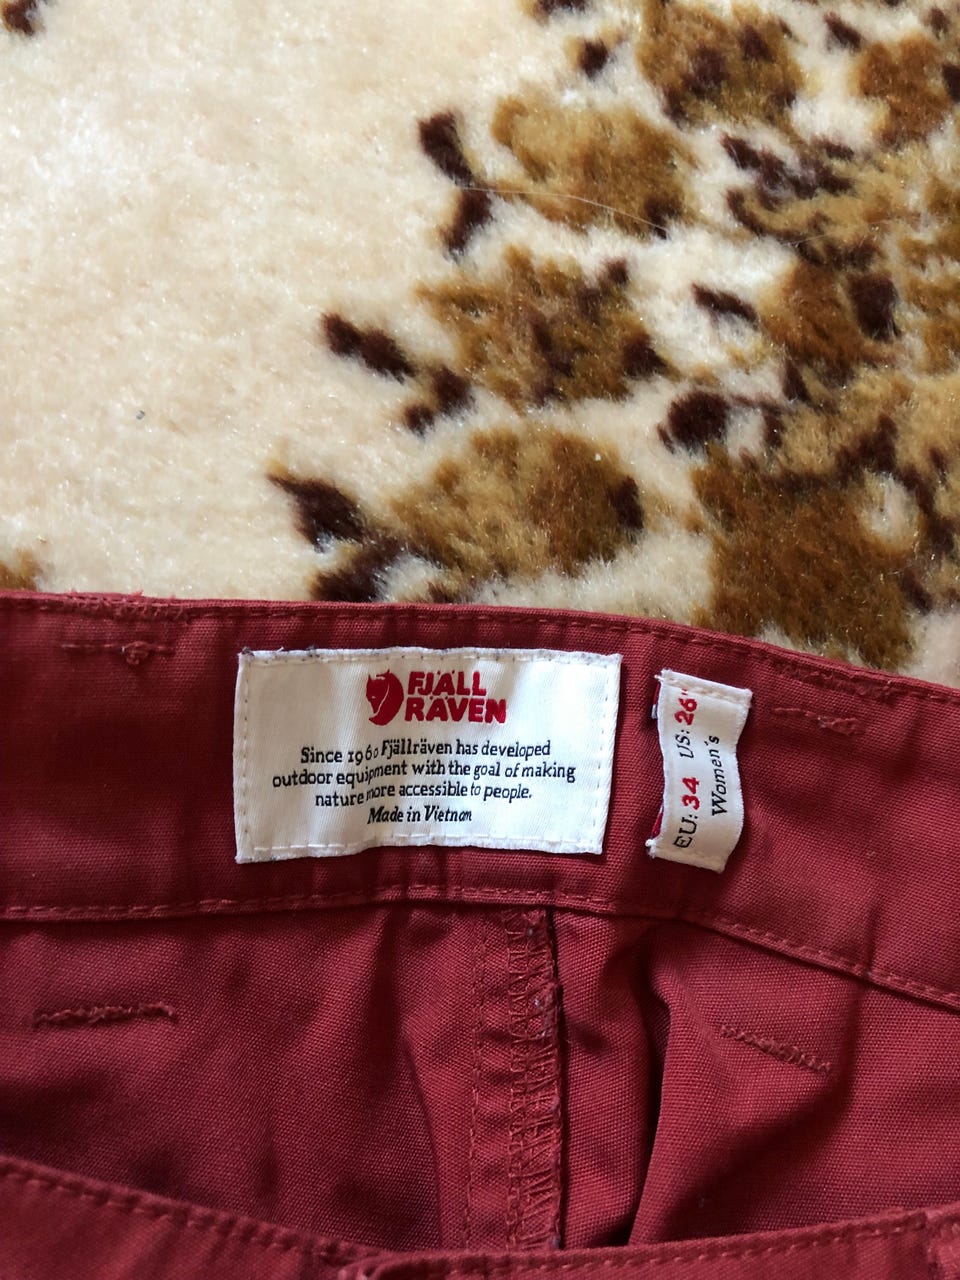 FJÄLL
RÄVEN
Since 1960 Fjällräven has developed
outdoor equipment with the goal of making
nature more accessible to people.
Made in Vietnam
EU: 34 US: 26"
Women's